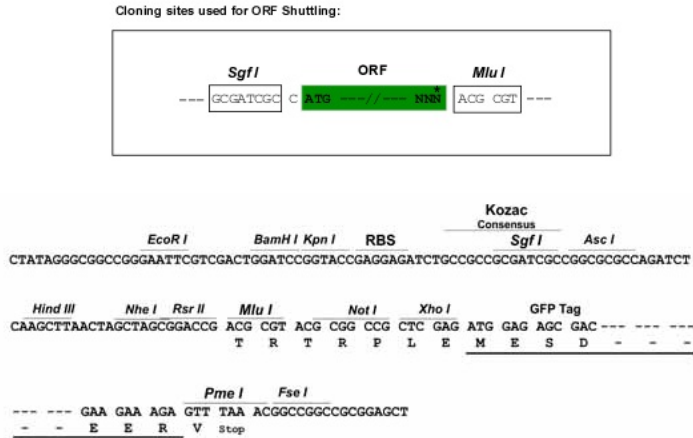 Cloning sites used for ORF Shuttling:
Sgf I ORF Mlu I
--- GCGATCGC C ATG ---//--- NNN* ACG CGT ---
Kozac
Consensus
EcoR I BamH I Kpn I RBS Sgf I Asc I
CTATAGGGCGGCCGGGAATTCGTCGACTGGATCCGGTACCGAGGAGATCTGCCGCCGCGATCGCCGGCGCGCCAGATCT
Hind III Nhe I Rsr II Mlu I Not I Xho I GFP Tag
CAAGCTTAACTAGCTAGCGGACCG ACG CGT ACG CGG CCG CTC GAG ATG GAG AGC GAC--- --- ---
T R T R P L E M E S D - - -
Pme I Fse I
--- --- GAA GAA AGA GTT TAA ACGGCCGGCCGCGGAGCT
- - E E R V Stop